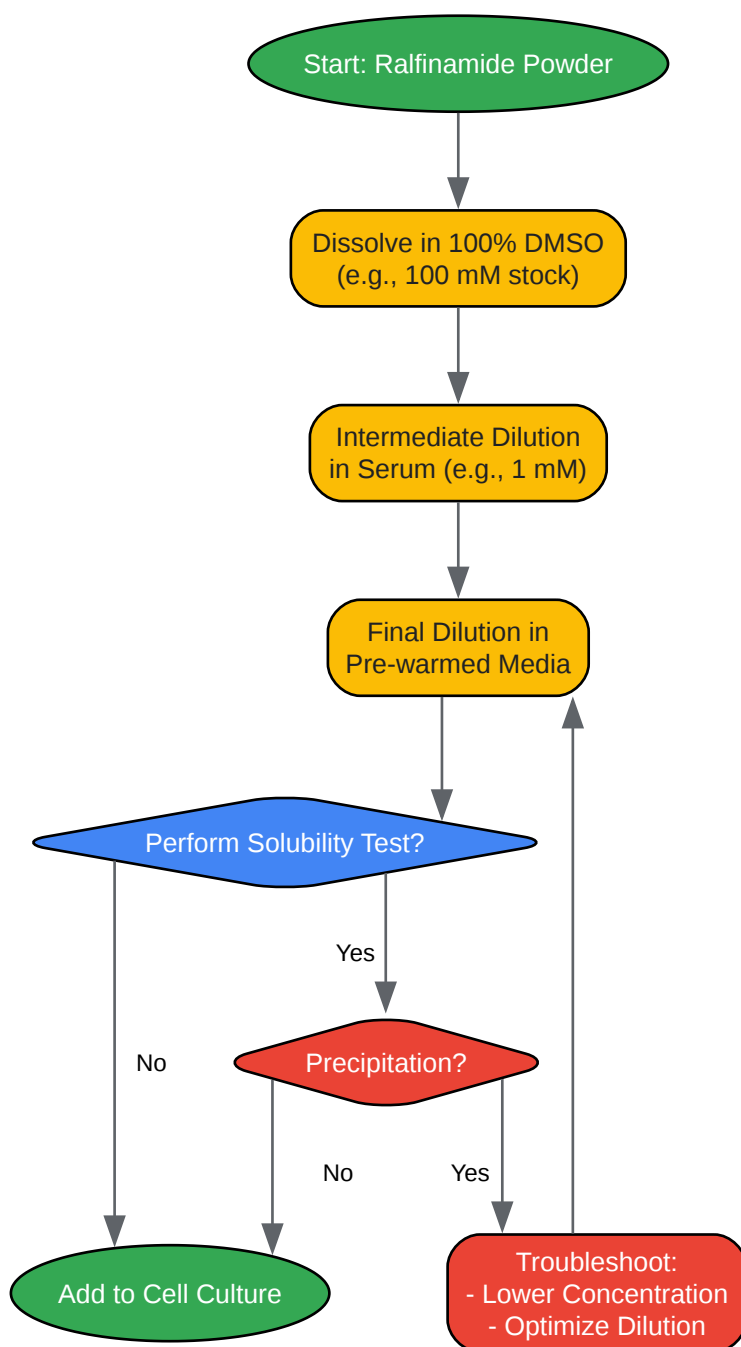 Start: Ralfinamide Powder
Dissolve in 100% DMSO
(e.g., 100 mM stock)
Intermediate Dilution
in Serum (e.g., 1 mM)
Final Dilution in
Pre-warmed Media
Perform Solubility Test?
Yes
No
Precipitation?
No
Yes
Add to Cell Culture
Troubleshoot:
- Lower Concentration
- Optimize Dilution